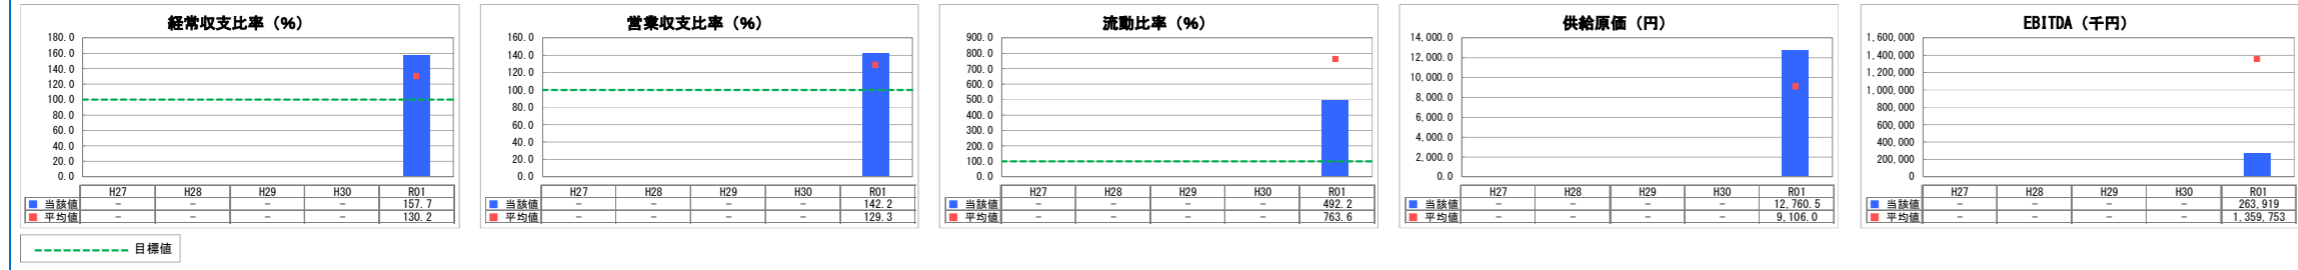 経常収支比率（%）
180.0
160.0
140.0
120.0
100.0
80.0
60.0
40.0
20.0
0.0
H27 H28 H29 H30 R01
当該値 － － － － 157.7
平均値 － － － － 130.2
営業収支比率（%）
160.0
140.0
120.0
100.0
80.0
60.0
40.0
20.0
0.0
H27 H28 H29 H30 R01
当該値 － － － － 142.2
平均値 － － － － 129.3
流動比率（%）
900.0
800.0
700.0
600.0
500.0
400.0
300.0
200.0
100.0
0.0
H27 H28 H29 H30 R01
当該値 － － － － 492.2
平均値 － － － － 763.6
供給原価（円）
14,000.0
12,000.0
10,000.0
8,000.0
6,000.0
4,000.0
2,000.0
0.0
H27 H28 H29 H30 R01
当該値 － － － － 12,760.5
平均値 － － － － 9,106.0
EBITDA（千円）
1,600,000
1,400,000
1,200,000
1,000,000
800,000
600,000
400,000
200,000
0
H27 H28 H29 H30 R01
当該値 － － － － 263,919
平均値 － － － － 1,359,753
目標値